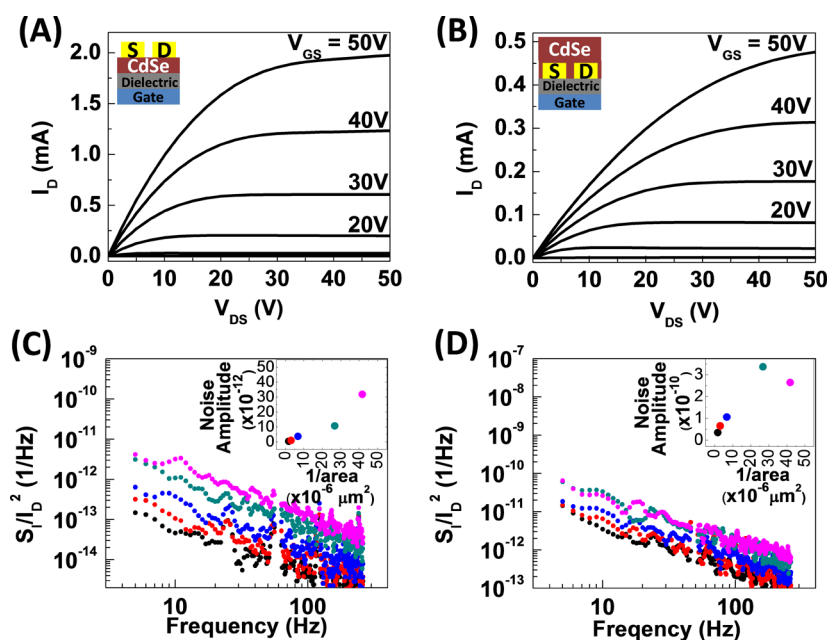 (A)
S D
CdSe
Dielectric
Gate
V_GS = 50V
40V
30V
20V
2.0
1.5
1.0
0.5
0.0
I_D (mA)
0 10 20 30 40 50
V_DS (V)
(B)
CdSe
S D
Dielectric
Gate
V_GS = 50V
40V
30V
20V
0.5
0.4
0.3
0.2
0.1
0.0
I_D (mA)
0 10 20 30 40 50
V_DS (V)
(C)
10^-9
10^-10
10^-11
10^-12
10^-13
10^-14
S_I/I_D^2 (1/Hz)
10 100
Frequency (Hz)
Noise
Amplitude
(x10^-12)
50
40
30
20
10
0
0 10 20 30 40 50
1/area
(x10^-6 μm^2)
(D)
10^-7
10^-8
10^-9
10^-10
10^-11
10^-12
10^-13
S_I/I_D^2 (1/Hz)
10 100
Frequency (Hz)
Noise
Amplitude
(x10^-10)
3
2
1
0
0 10 20 30 40 50
1/area
(x10^-6 μm^2)